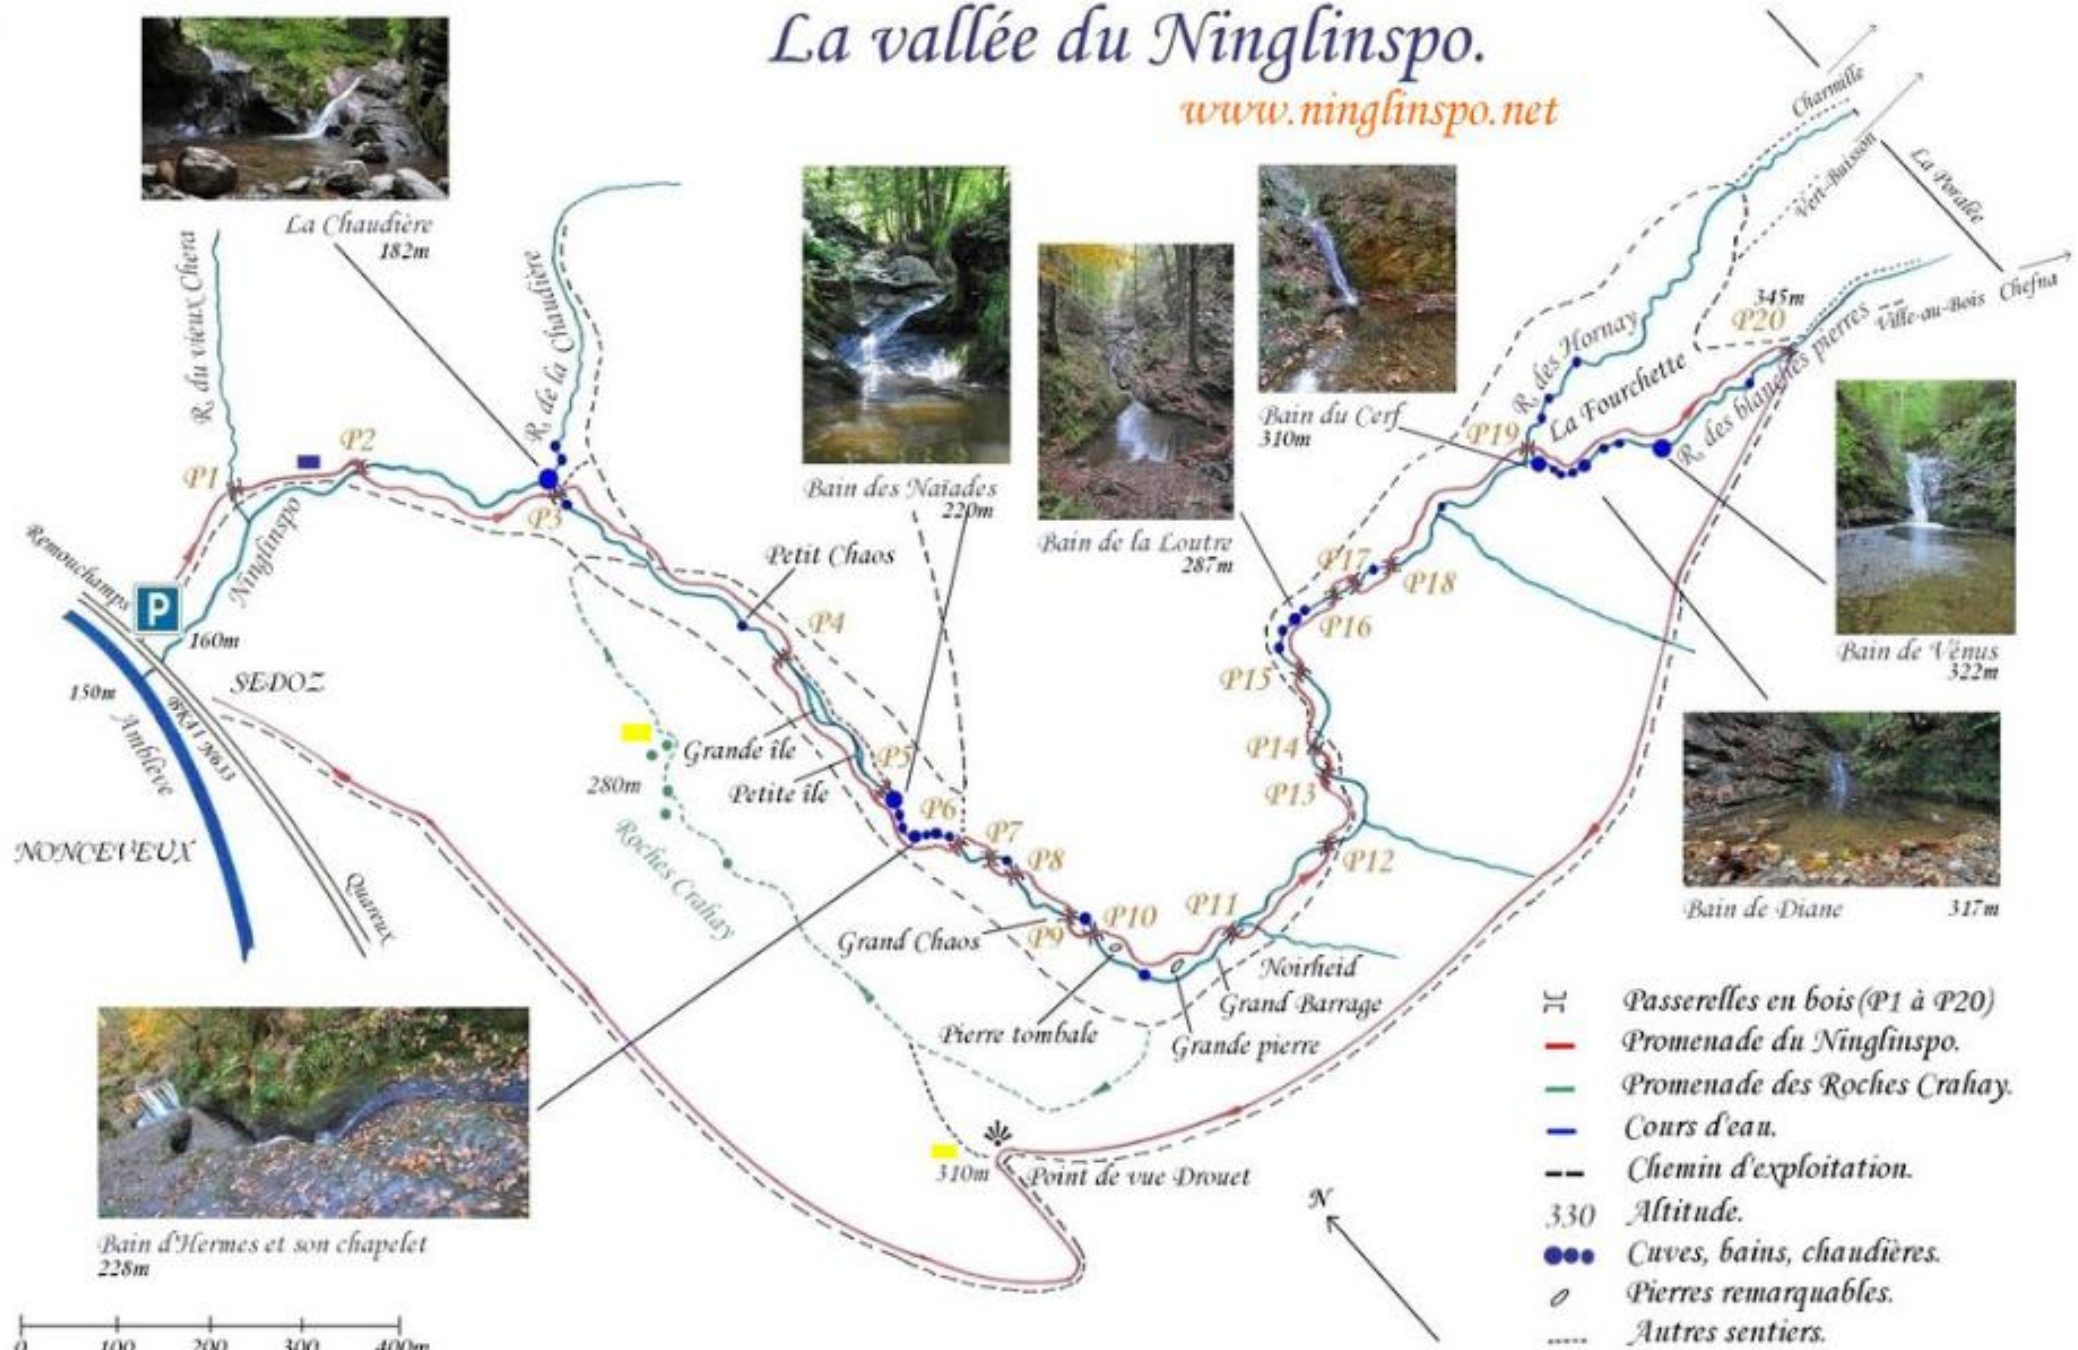 La vallée du Ninglinspo.
www.ninglinspo.net
La Chaudière
182m
R. du vieux Chera
R. de la Chaudière
P1
P2
P3
Ninglinspo
Remouchamps
P
160m
SEDOZ
150m
Amblève
BK41 N633
NONCEVEUX
Quareux
Petit Chaos
P4
Bain des Naïades
220m
Bain de la Loutre
287m
Bain du Cerf
310m
Charmille
Vert-Buisson
La Poralée
Chefna
Ville-au-Bois
345m
P20
R. des Hornay
La Fourchette
R. des blanches pierres
P19
P17
P18
P16
P15
P14
P13
P12
P11
Bain de Vénus
322m
Bain de Diane
317m
280m
Roches Crahay
Grande île
Petite île
P5
P6
P7
P8
P9
P10
Grand Chaos
Pierre tombale
Noirheid
Grand Barrage
Grande pierre
310m
Point de vue Drouet
Bain d'Hermes et son chapelet
228m
N
Passerelles en bois (P1 à P20)
Promenade du Ninglinspo.
Promenade des Roches Crahay.
Cours d'eau.
Chemin d'exploitation.
330 Altitude.
Cuves, bains, chaudières.
Pierres remarquables.
Autres sentiers.
0 100 200 300 400m